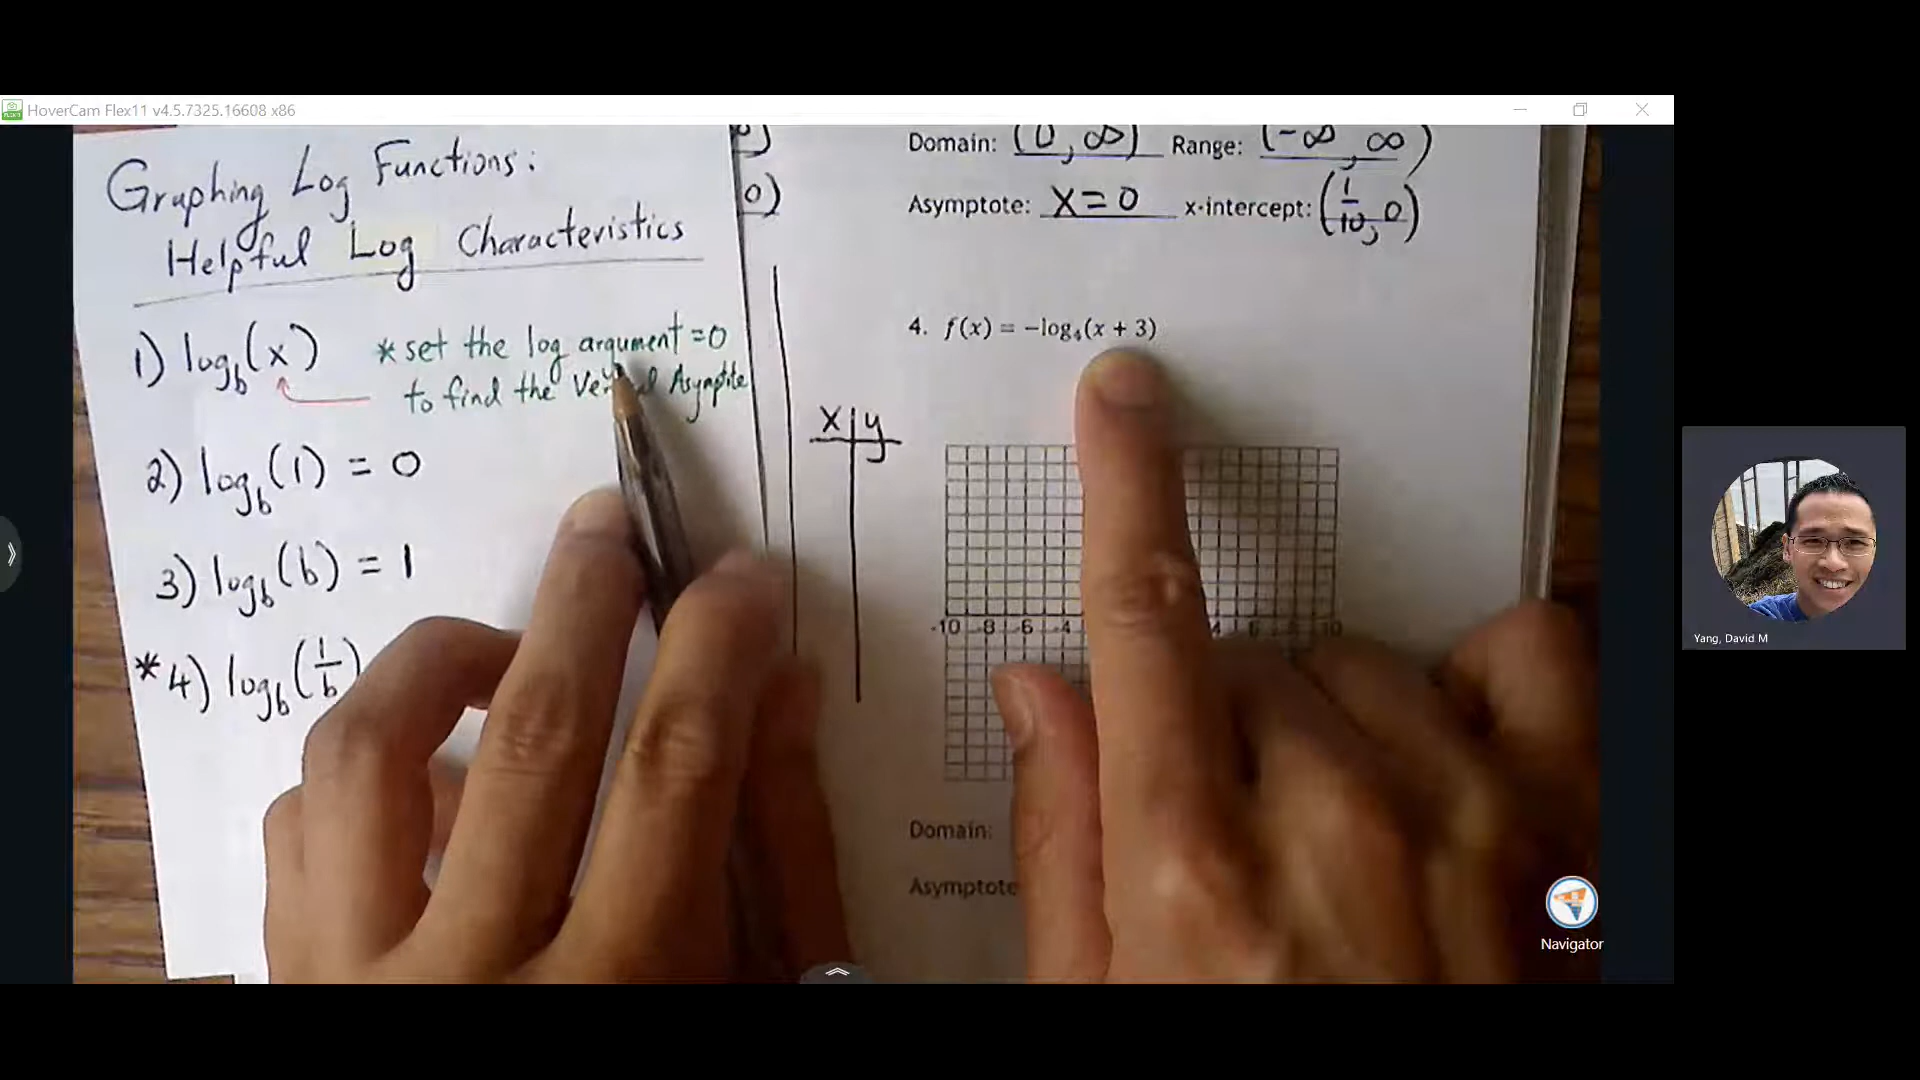 HoverCam Flex11 v4.5.7325.16608 x86
Graphing Log Functions:
Helpful Log Characteristics
1) log_b(x) * set the log argument = 0
to find the Asymptote
2) log_b(1) = 0
3) log_b(b) = 1
*4) log_b(1/b)
0)
Domain: (0, ∞) Range: (-∞, ∞)
Asymptote: x = 0 x-intercept: (1/10, 0)
4. f(x) = −log₄(x + 3)
x y
-10 -8 -6 -4 4 6 8 10
Domain:
Asymptote
Navigator
Yang, David M